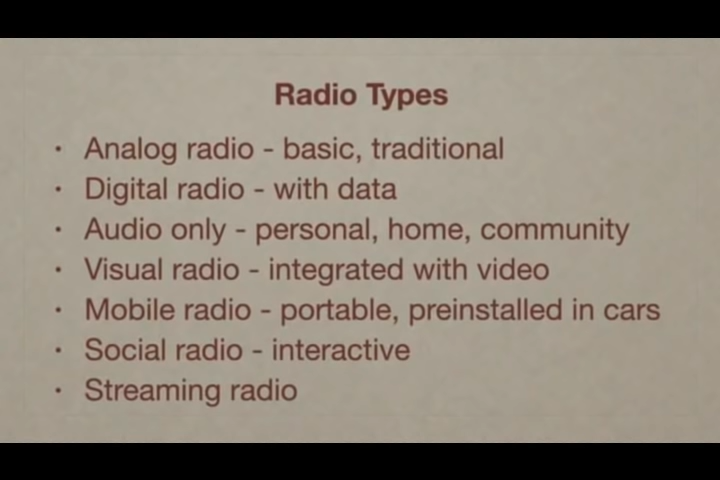 Radio Types
· Analog radio - basic, traditional
· Digital radio - with data
· Audio only - personal, home, community
· Visual radio - integrated with video
· Mobile radio - portable, preinstalled in cars
· Social radio - interactive
· Streaming radio